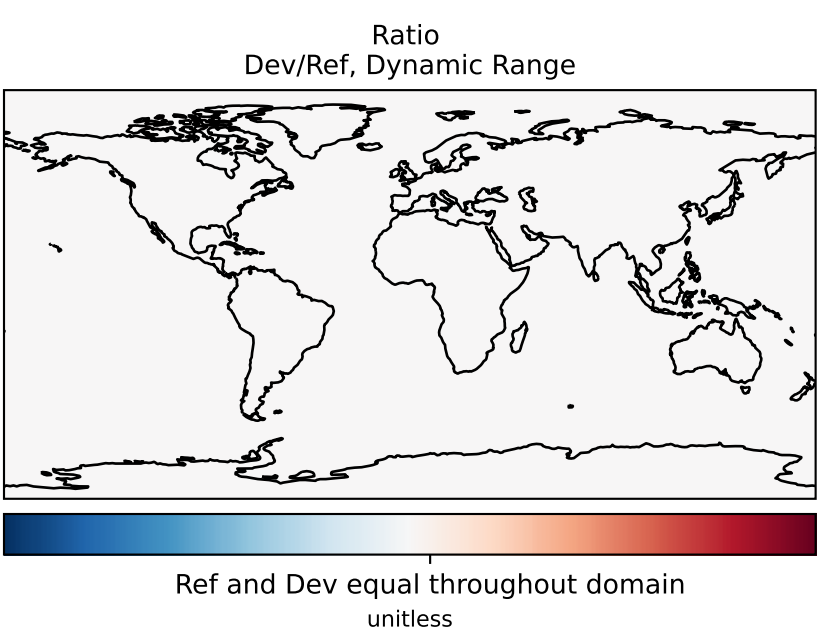 Ratio
Dev/Ref, Dynamic Range
Ref and Dev equal throughout domain
unitless